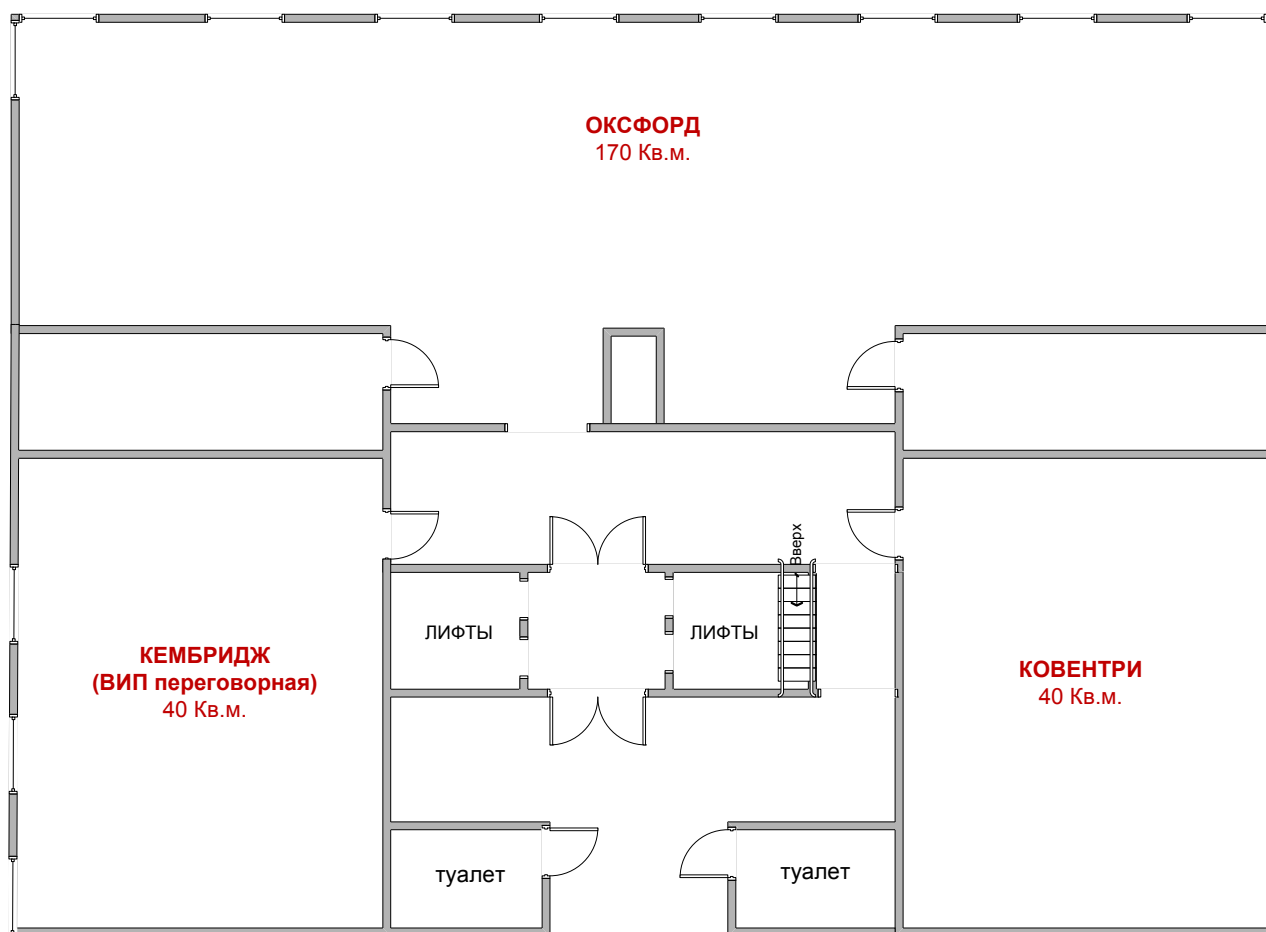 ОКСФОРД
170 Кв.м.
Вверх
ЛИФТЫ
ЛИФТЫ
КЕМБРИДЖ
(ВИП переговорная)
40 Кв.м.
КОВЕНТРИ
40 Кв.м.
туалет
туалет